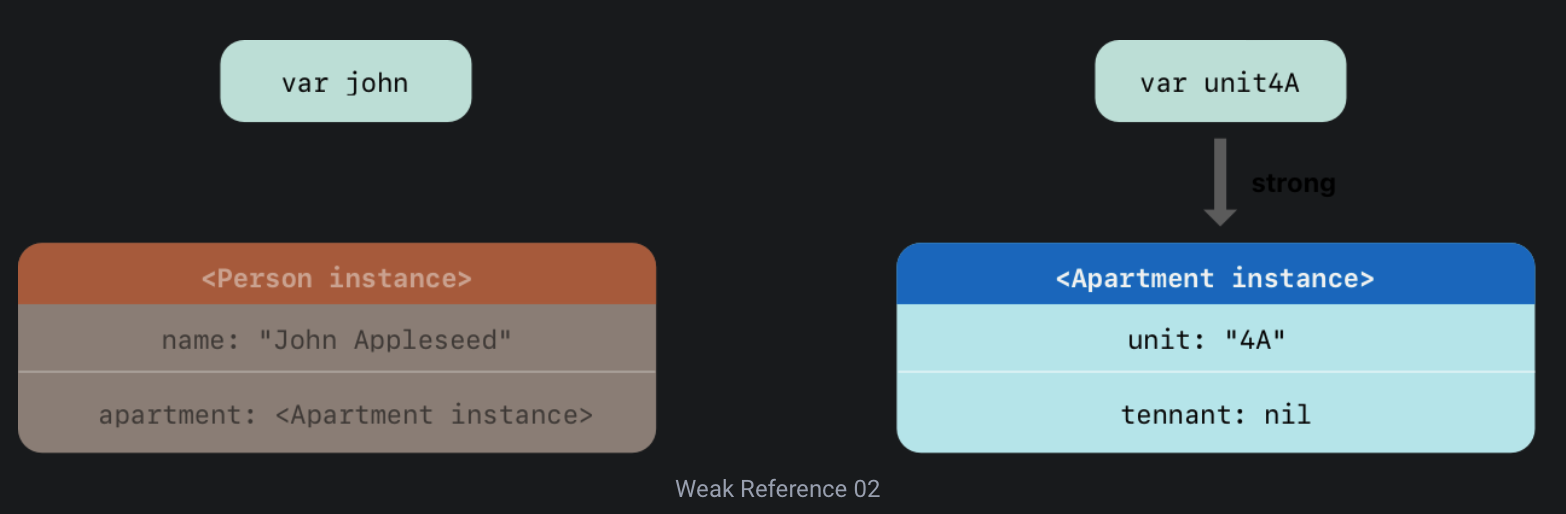 var john
var unit4A
strong
<Person instance>
<Apartment instance>
name: "John Appleseed"
unit: "4A"
apartment: <Apartment instance>
tennant: nil
Weak Reference 02